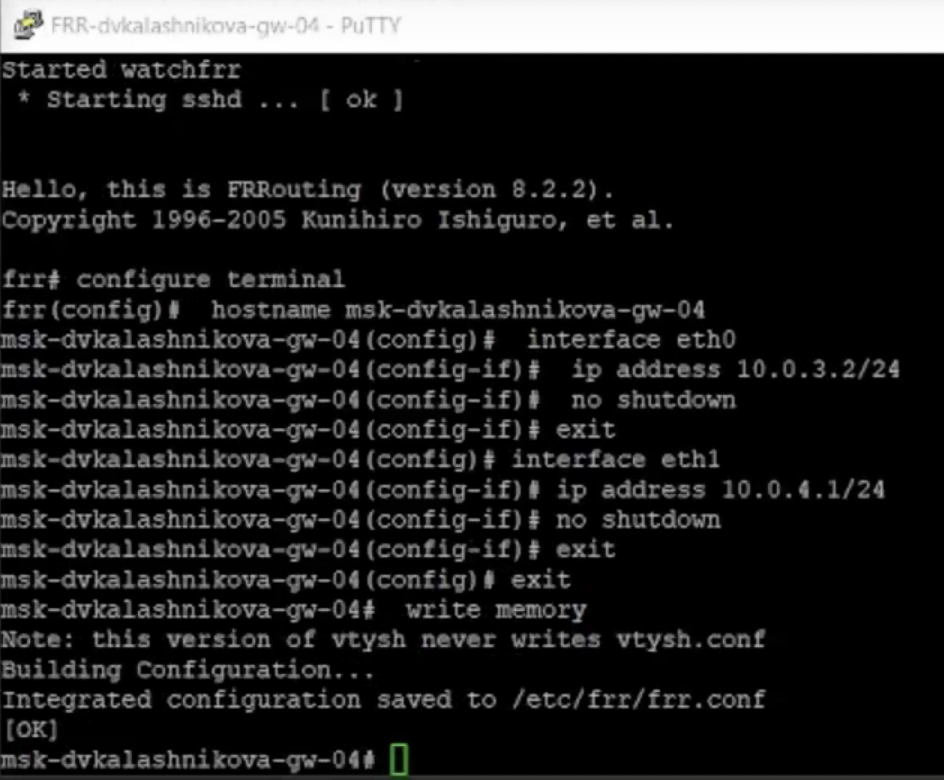 FRR-dvkalashnikova-gw-04 - PuTTY
Started watchfrr
 * Starting sshd ... [ ok ]
Hello, this is FRRouting (version 8.2.2).
Copyright 1996-2005 Kunihiro Ishiguro, et al.
frr# configure terminal
frr(config)#  hostname msk-dvkalashnikova-gw-04
msk-dvkalashnikova-gw-04(config)#  interface eth0
msk-dvkalashnikova-gw-04(config-if)#  ip address 10.0.3.2/24
msk-dvkalashnikova-gw-04(config-if)#  no shutdown
msk-dvkalashnikova-gw-04(config-if)# exit
msk-dvkalashnikova-gw-04(config)# interface eth1
msk-dvkalashnikova-gw-04(config-if)# ip address 10.0.4.1/24
msk-dvkalashnikova-gw-04(config-if)# no shutdown
msk-dvkalashnikova-gw-04(config-if)# exit
msk-dvkalashnikova-gw-04(config)# exit
msk-dvkalashnikova-gw-04#  write memory
Note: this version of vtysh never writes vtysh.conf
Building Configuration...
Integrated configuration saved to /etc/frr/frr.conf
[OK]
msk-dvkalashnikova-gw-04#